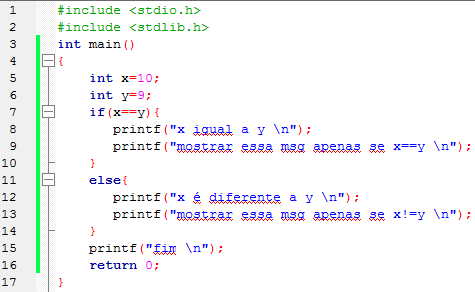 1 #include <stdio.h>
2 #include <stdlib.h>
3 int main()
4 {
5 int x=10;
6 int y=9;
7 if(x==y){
8 printf("x igual a y \n");
9 printf("mostrar essa msg apenas se x==y \n");
10 }
11 else{
12 printf("x é diferente a y \n");
13 printf("mostrar essa msg apenas se x!=y \n");
14 }
15 printf("fim \n");
16 return 0;
17 }